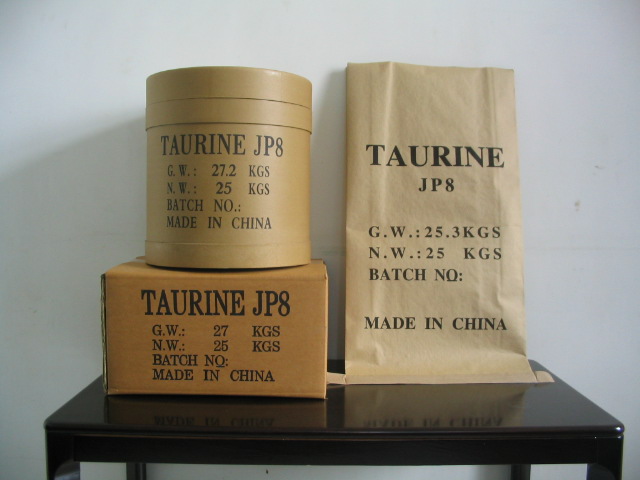 TAURINE JP8
G.W.: 27.2 KGS
N.W.: 25 KGS
BATCH NO.:
MADE IN CHINA
TAURINE JP8
G.W.: 27 KGS
N.W.: 25 KGS
BATCH NO:
MADE IN CHINA
TAURINE
JP8
G.W.:25.3KGS
N.W.:25 KGS
BATCH NO:
MADE IN CHINA